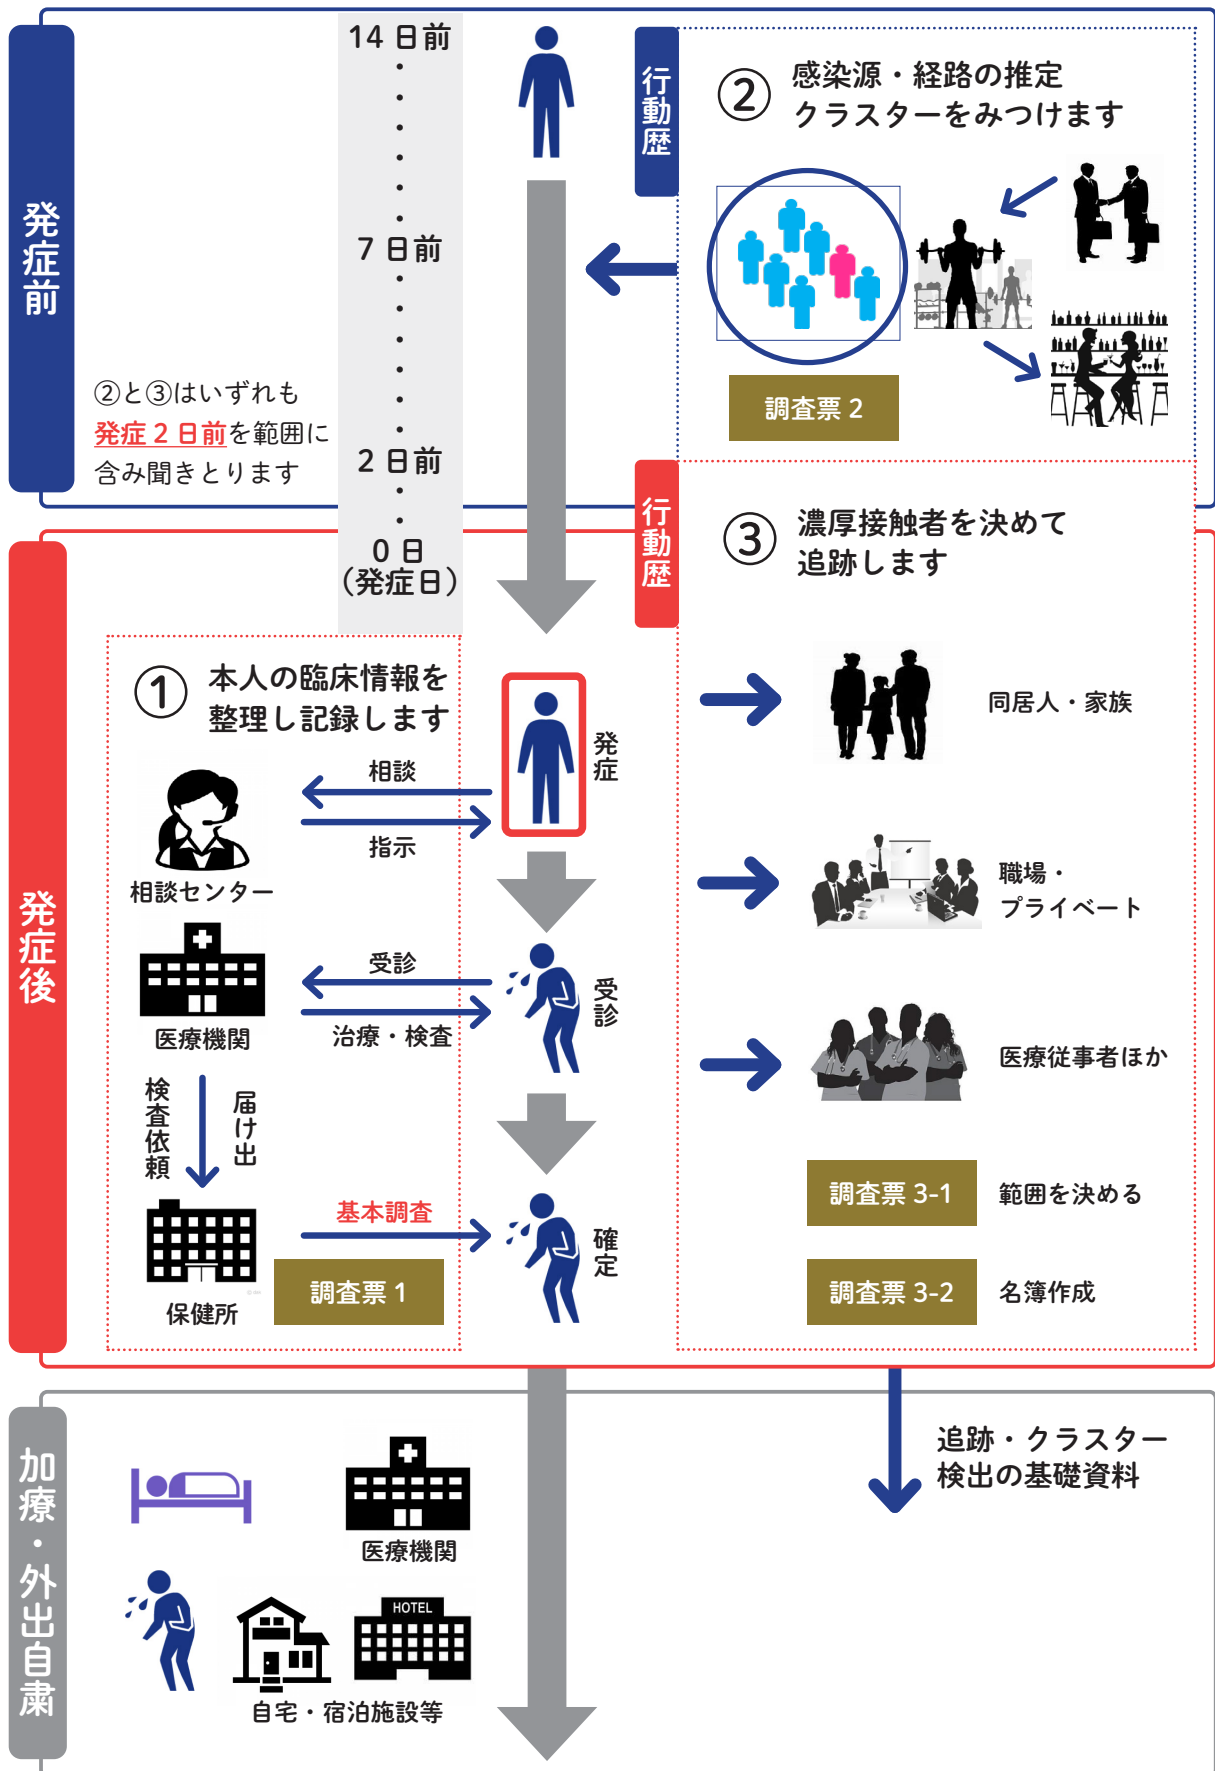 発症前
14 日前
7 日前
2 日前
0 日
（発症日）
②と③はいずれも
発症 2 日前を範囲に
含み聞きとります
行動歴
② 感染源・経路の推定
クラスターをみつけます
調査票 2
行動歴
③ 濃厚接触者を決めて
追跡します
同居人・家族
職場・
プライベート
医療従事者ほか
調査票 3-1
範囲を決める
調査票 3-2
名簿作成
発症後
① 本人の臨床情報を
整理し記録します
発症
相談
指示
相談センター
受診
治療・検査
受診
医療機関
検査依頼
届け出
基本調査
確定
保健所
調査票 1
加療・外出自粛
追跡・クラスター
検出の基礎資料
医療機関
HOTEL
自宅・宿泊施設等